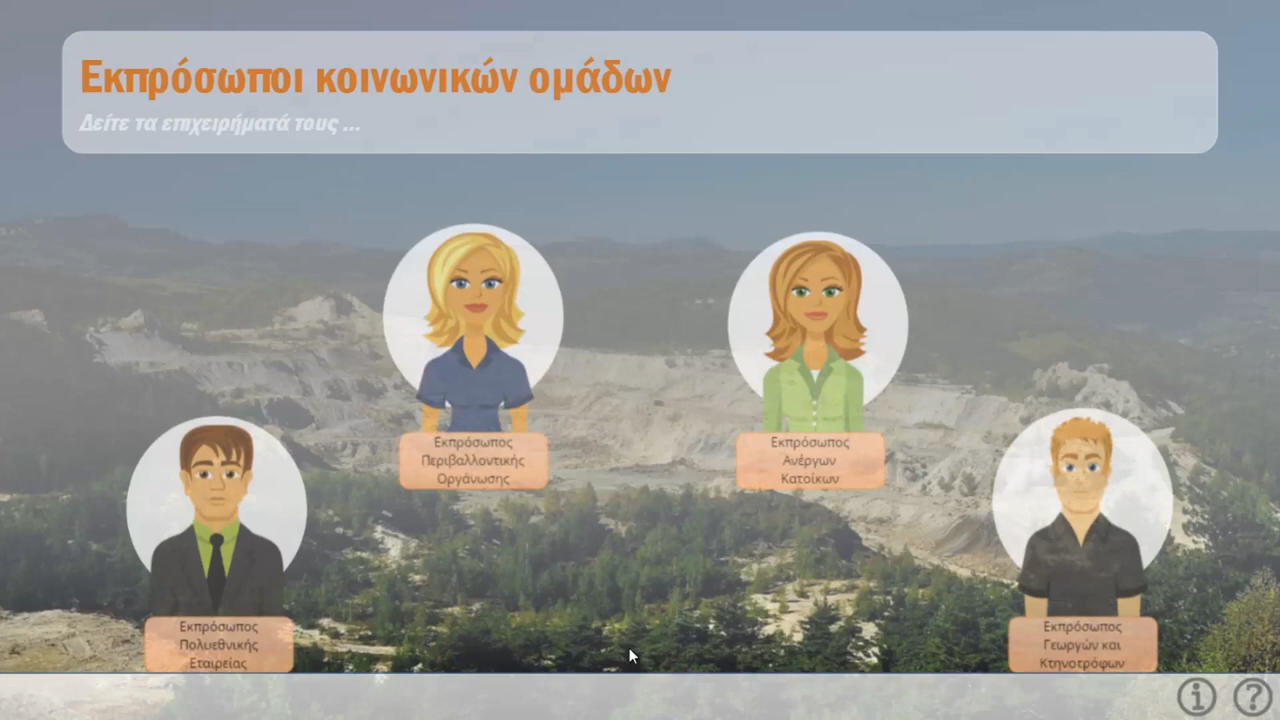 Εκπρόσωποι κοινωνικών ομάδων
Δείτε τα επιχειρήματά τους ...
Εκπρόσωπος
Περιβαλλοντικής
Οργάνωσης
Εκπρόσωπος
Ανέργων
Κατοίκων
Εκπρόσωπος
Πολυεθνικής
Εταιρείας
Εκπρόσωπος
Γεωργών και
Κτηνοτρόφων